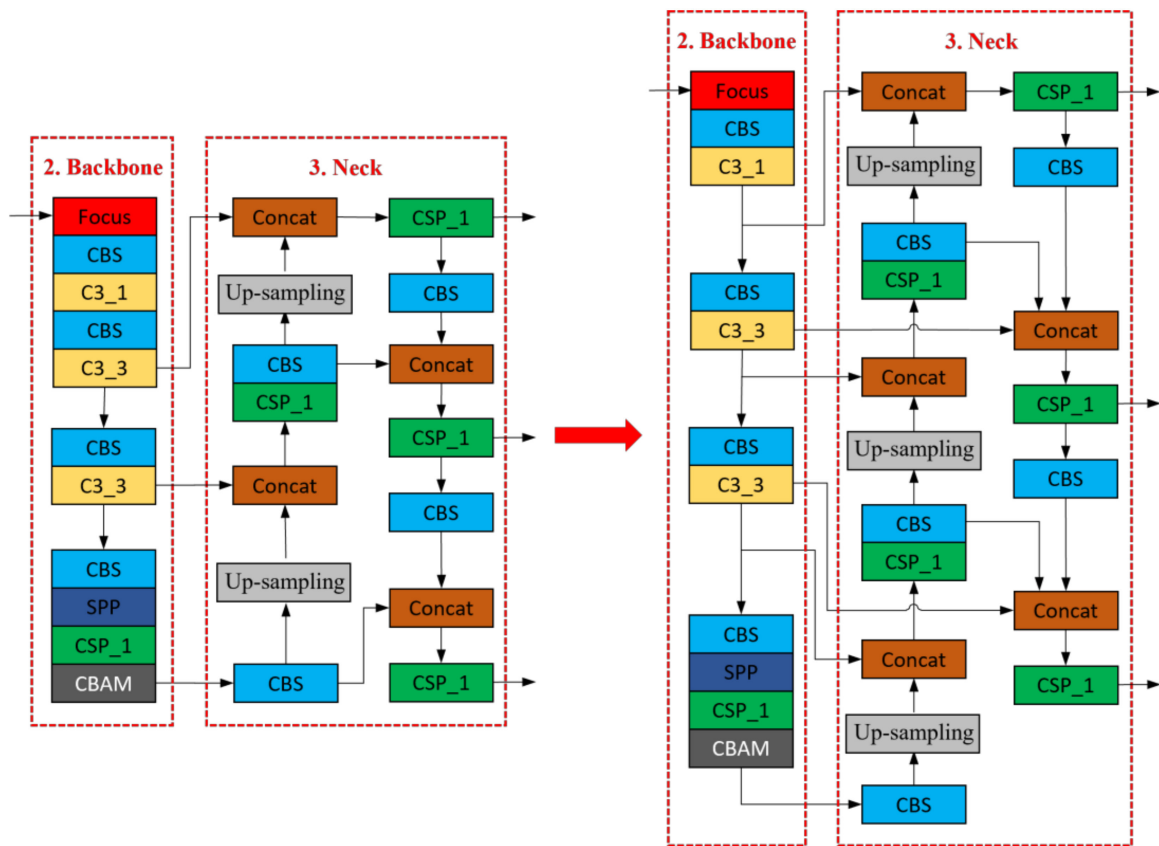 2. Backbone
3. Neck
Focus
CBS
C3_1
CBS
C3_3
CBS
C3_3
CBS
SPP
CSP_1
CBAM
Concat
Up-sampling
CBS
CSP_1
Concat
Up-sampling
CBS
CSP_1
CBS
Concat
CSP_1
CBS
Concat
CSP_1
2. Backbone
3. Neck
Focus
CBS
C3_1
CBS
C3_3
CBS
C3_3
CBS
SPP
CSP_1
CBAM
Concat
Up-sampling
CBS
CSP_1
Concat
Up-sampling
CBS
CSP_1
Concat
Up-sampling
CBS
CSP_1
CBS
Concat
CSP_1
CBS
Concat
CSP_1